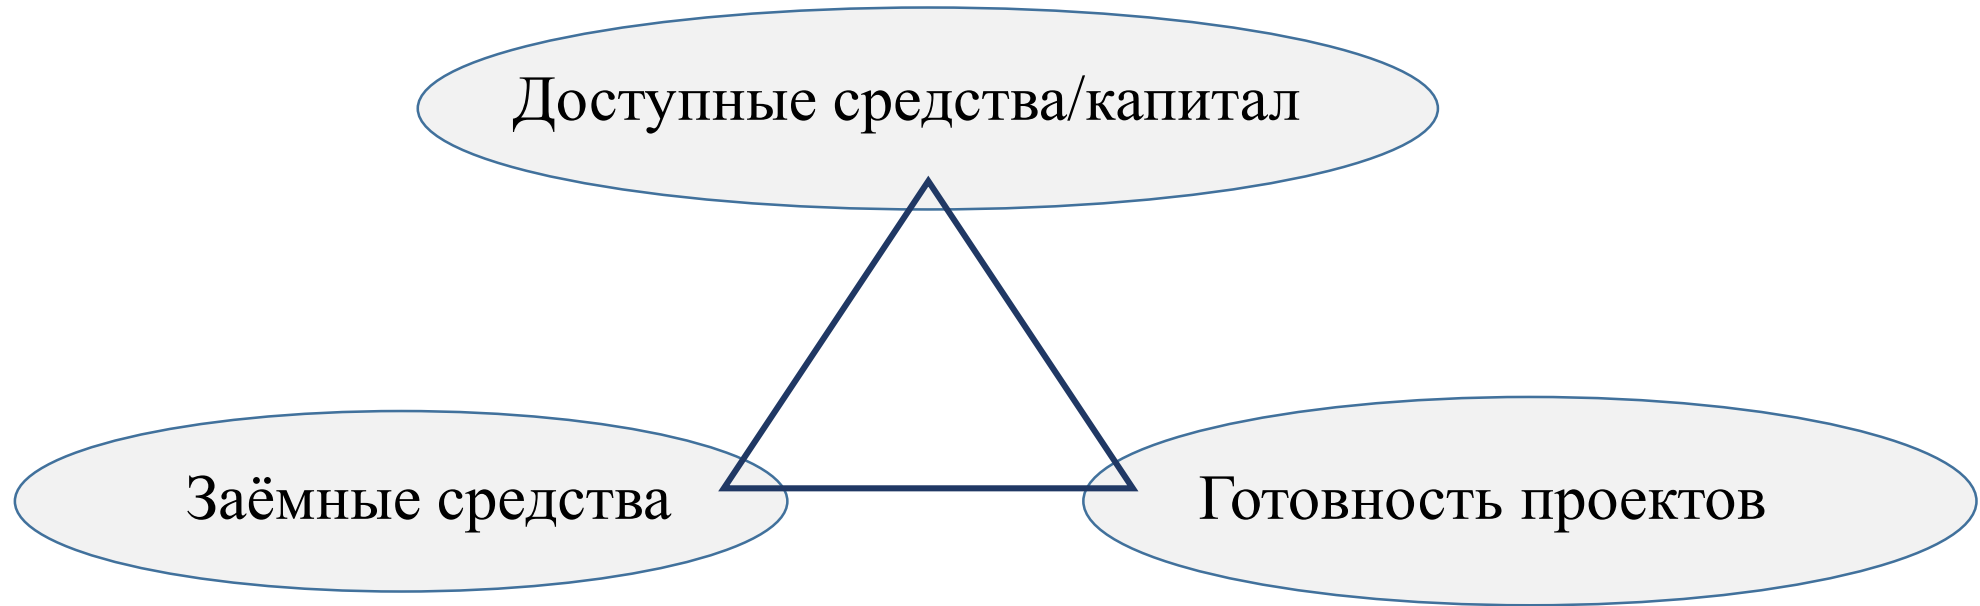 Доступные средства/капитал
Заёмные средства
Готовность проектов